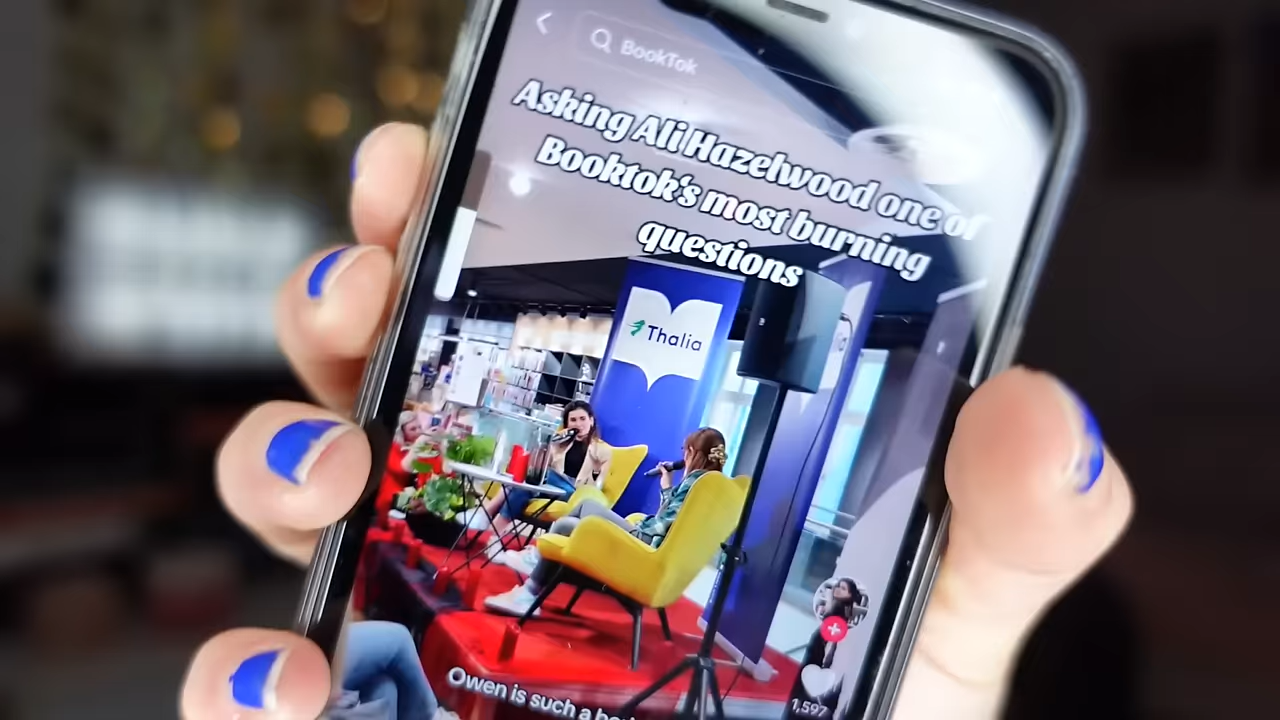 BookTok
Asking Ali Hazelwood one of
Booktok's most burning
questions
Thalia
Owen is such a
1,597